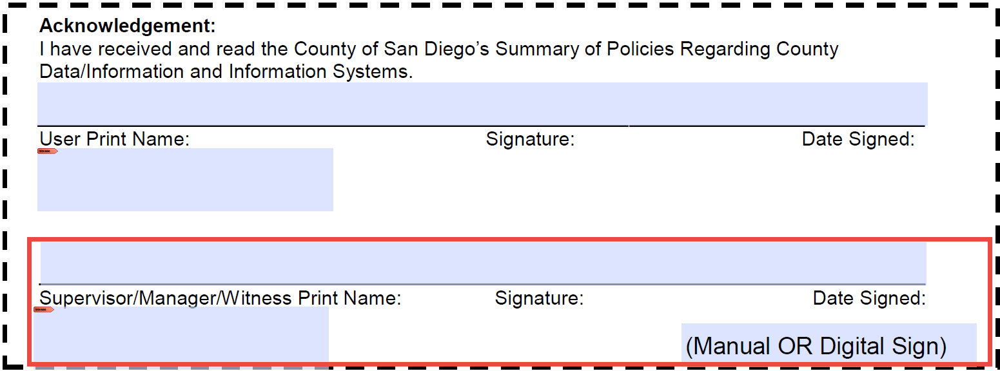 Acknowledgement:
I have received and read the County of San Diego’s Summary of Policies Regarding County
Data/Information and Information Systems.
User Print Name: Signature: Date Signed:
Supervisor/Manager/Witness Print Name: Signature: Date Signed:
(Manual OR Digital Sign)